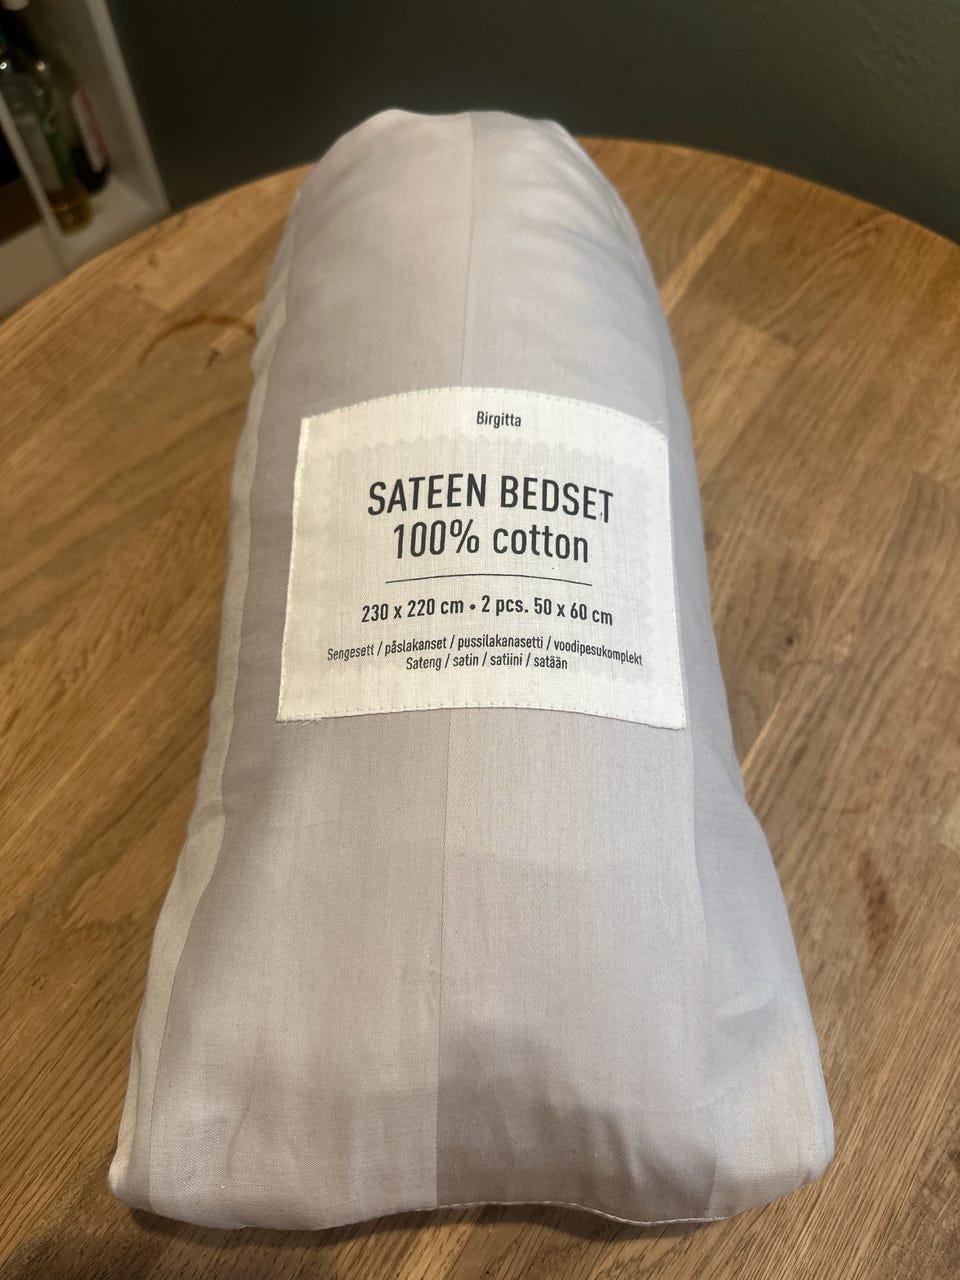 Birgitta
SATEEN BEDSET
100% cotton
230 x 220 cm • 2 pcs. 50 x 60 cm
Sengesett / påslakanset / pussilakanasetti / voodipesukomplekt
Sateng / satin / satiini / satään